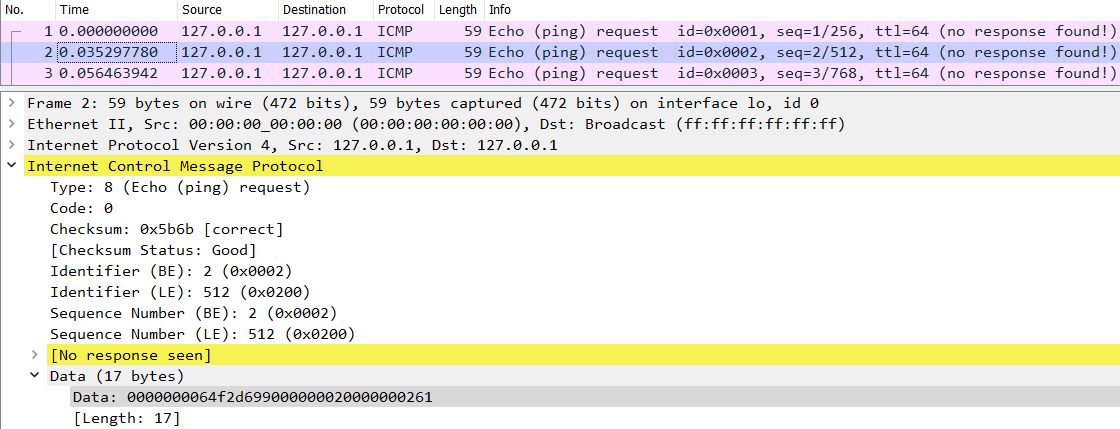 No. Time Source Destination Protocol Length Info
1 0.000000000 127.0.0.1 127.0.0.1 ICMP 59 Echo (ping) request id=0x0001, seq=1/256, ttl=64 (no response found!)
2 0.035297780 127.0.0.1 127.0.0.1 ICMP 59 Echo (ping) request id=0x0002, seq=2/512, ttl=64 (no response found!)
3 0.056463942 127.0.0.1 127.0.0.1 ICMP 59 Echo (ping) request id=0x0003, seq=3/768, ttl=64 (no response found!)
Frame 2: 59 bytes on wire (472 bits), 59 bytes captured (472 bits) on interface lo, id 0
Ethernet II, Src: 00:00:00_00:00:00 (00:00:00:00:00:00), Dst: Broadcast (ff:ff:ff:ff:ff:ff)
Internet Protocol Version 4, Src: 127.0.0.1, Dst: 127.0.0.1
Internet Control Message Protocol
Type: 8 (Echo (ping) request)
Code: 0
Checksum: 0x5b6b [correct]
[Checksum Status: Good]
Identifier (BE): 2 (0x0002)
Identifier (LE): 512 (0x0200)
Sequence Number (BE): 2 (0x0002)
Sequence Number (LE): 512 (0x0200)
[No response seen]
Data (17 bytes)
Data: 0000000064f2d699000000020000000261
[Length: 17]